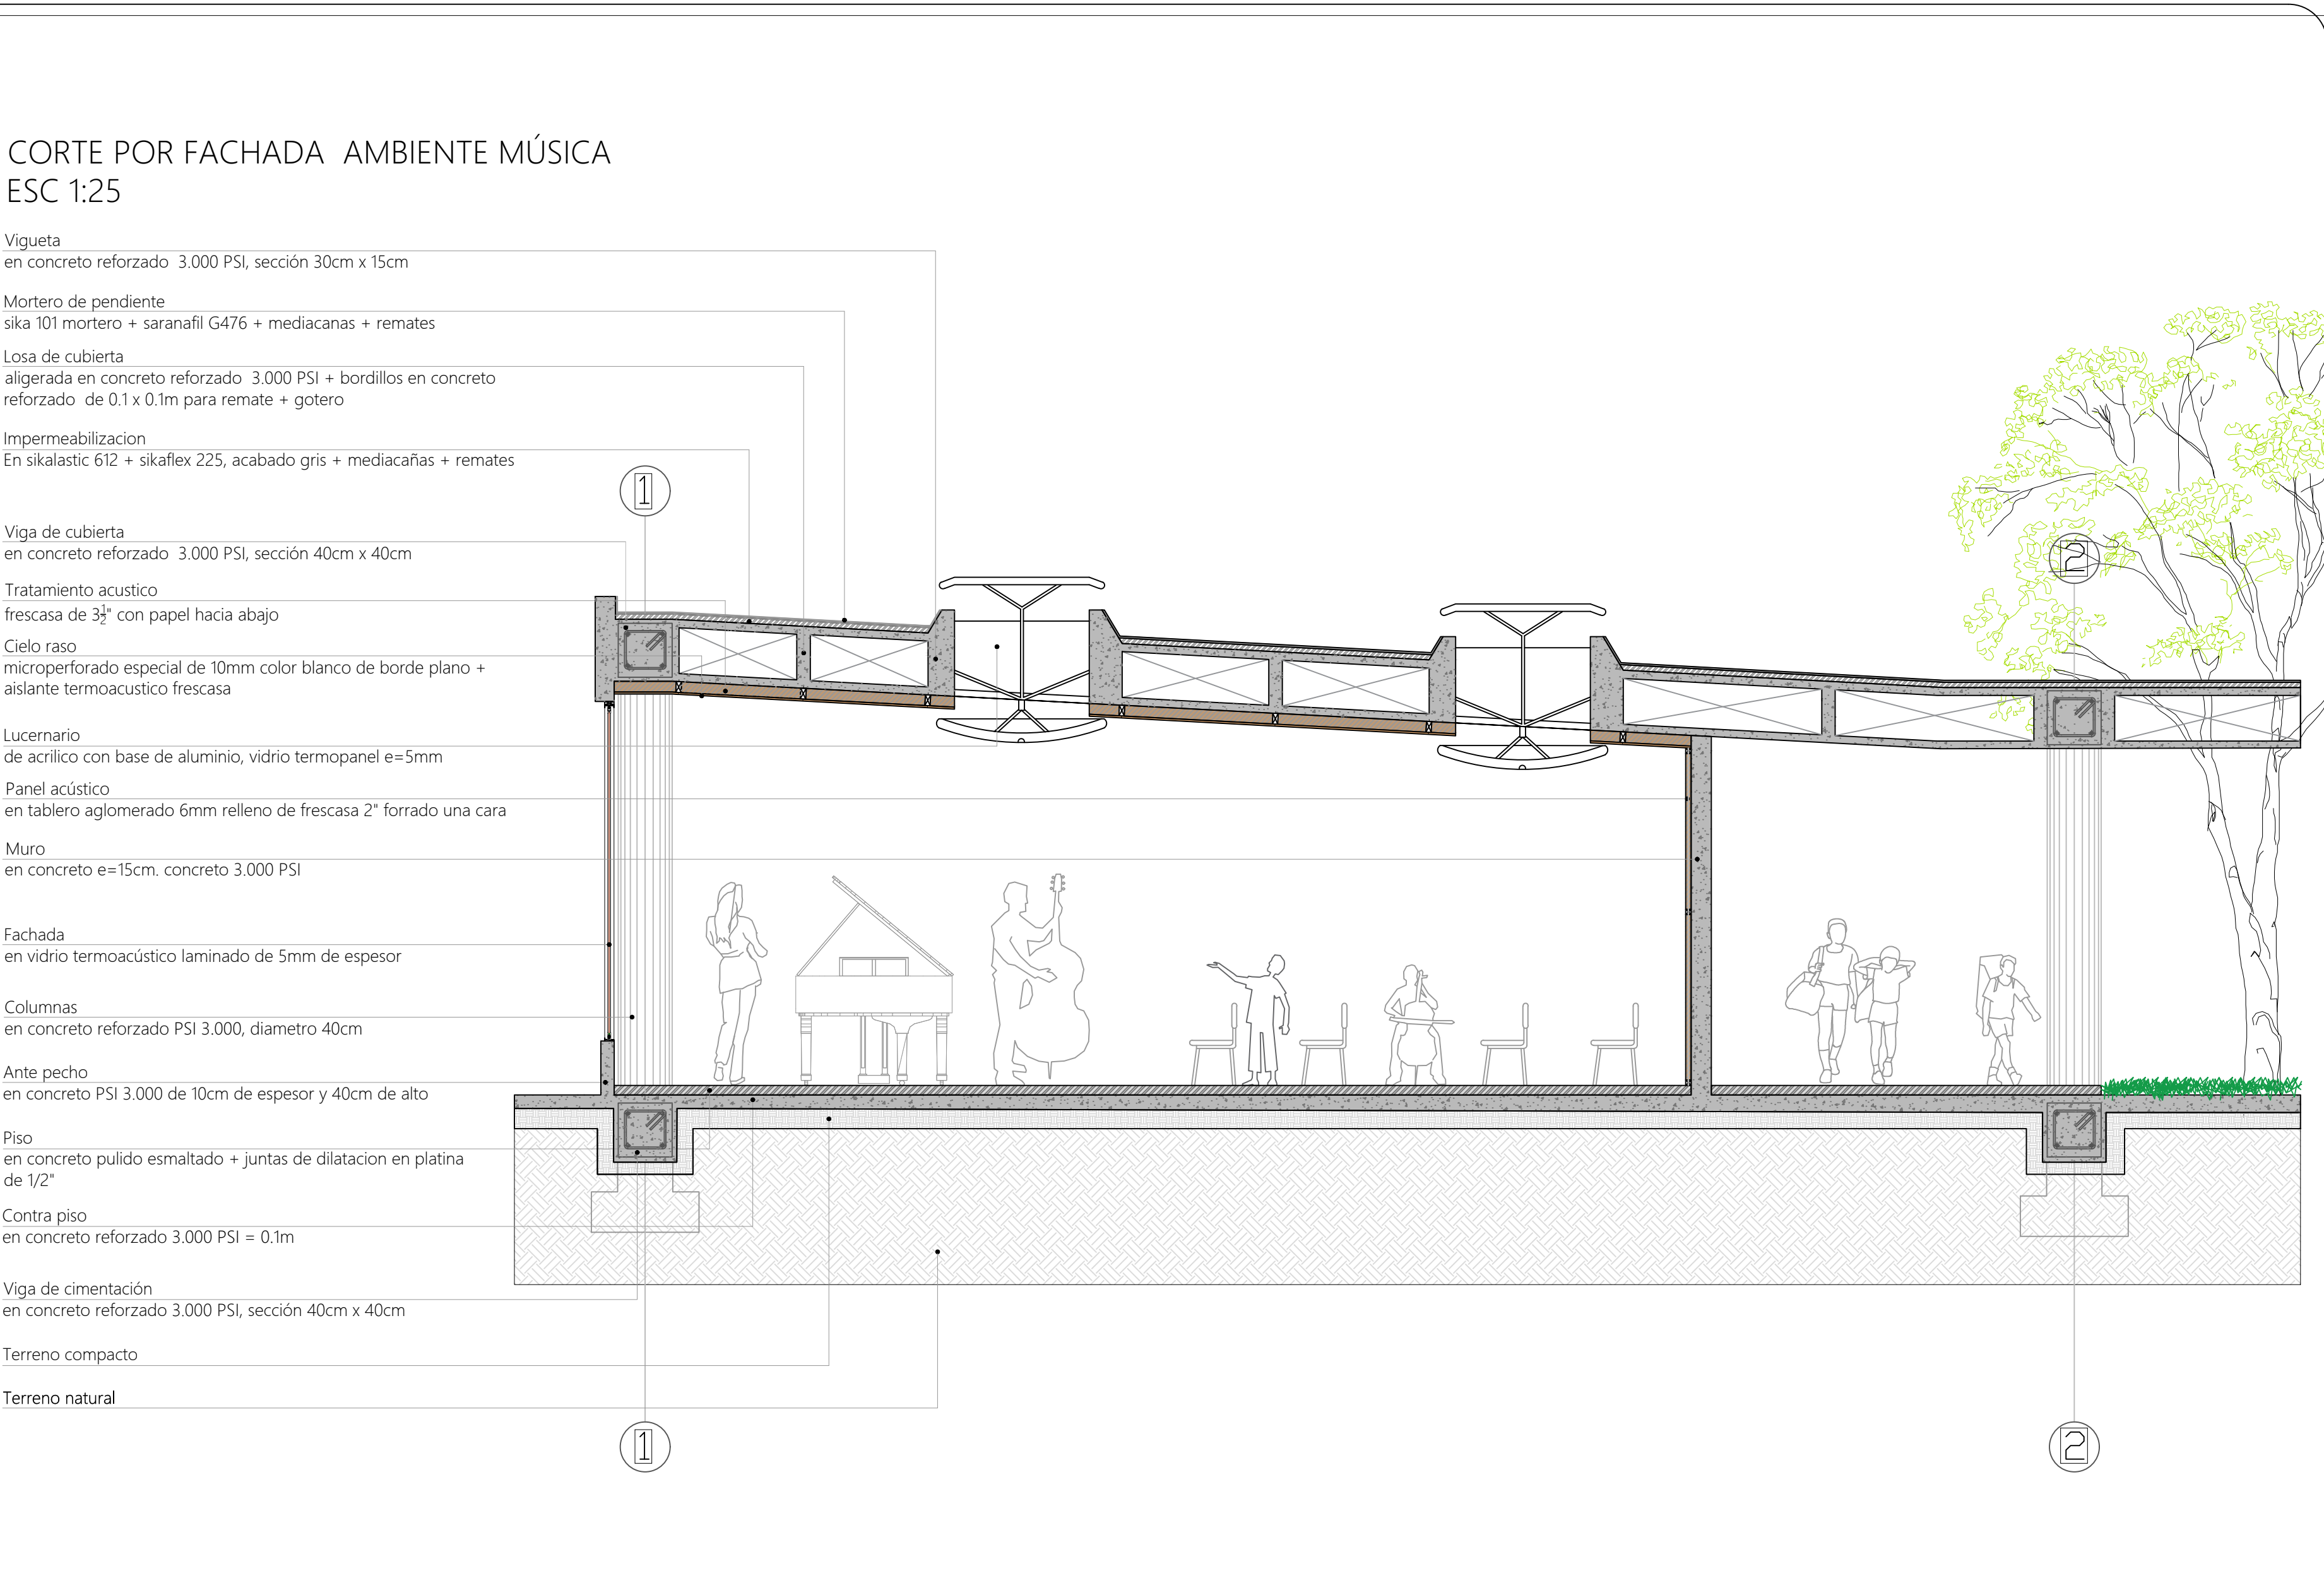 CORTE POR FACHADA  AMBIENTE MÚSICA
ESC 1:25
Vigueta
en concreto reforzado  3.000 PSI, sección 30cm x 15cm
Mortero de pendiente
sika 101 mortero + saranafil G476 + mediacanas + remates
Losa de cubierta
aligerada en concreto reforzado  3.000 PSI + bordillos en concreto
reforzado  de 0.1 x 0.1m para remate + gotero
Impermeabilizacion
En sikalastic 612 + sikaflex 225, acabado gris + mediacañas + remates
1
Viga de cubierta
en concreto reforzado  3.000 PSI, sección 40cm x 40cm
2
Tratamiento acustico
frescasa de 3½" con papel hacia abajo
Cielo raso
microperforado especial de 10mm color blanco de borde plano +
aislante termoacustico frescasa
Lucernario
de acrilico con base de aluminio, vidrio termopanel e=5mm
Panel acústico
en tablero aglomerado 6mm relleno de frescasa 2" forrado una cara
Muro
en concreto e=15cm. concreto 3.000 PSI
Fachada
en vidrio termoacústico laminado de 5mm de espesor
Columnas
en concreto reforzado PSI 3.000, diametro 40cm
Ante pecho
en concreto PSI 3.000 de 10cm de espesor y 40cm de alto
Piso
en concreto pulido esmaltado + juntas de dilatacion en platina
de 1/2"
Contra piso
en concreto reforzado 3.000 PSI = 0.1m
Viga de cimentación
en concreto reforzado 3.000 PSI, sección 40cm x 40cm
Terreno compacto
Terreno natural
1
2